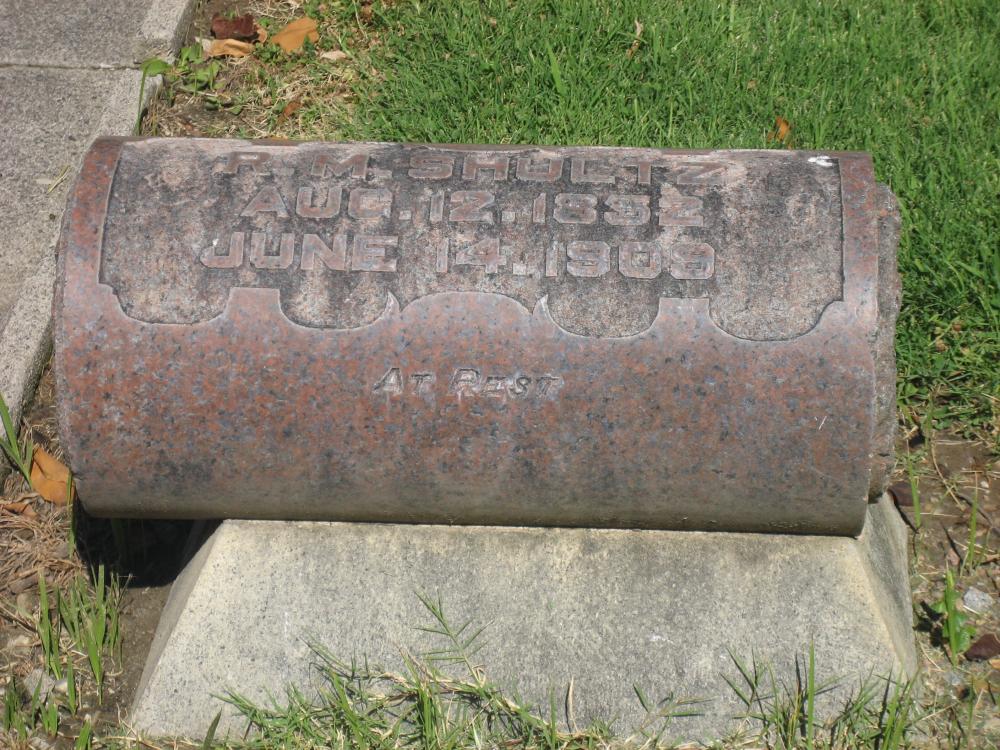 R. M. SHULTZ
AUG. 12. 1832
JUNE 14. 1909
AT REST